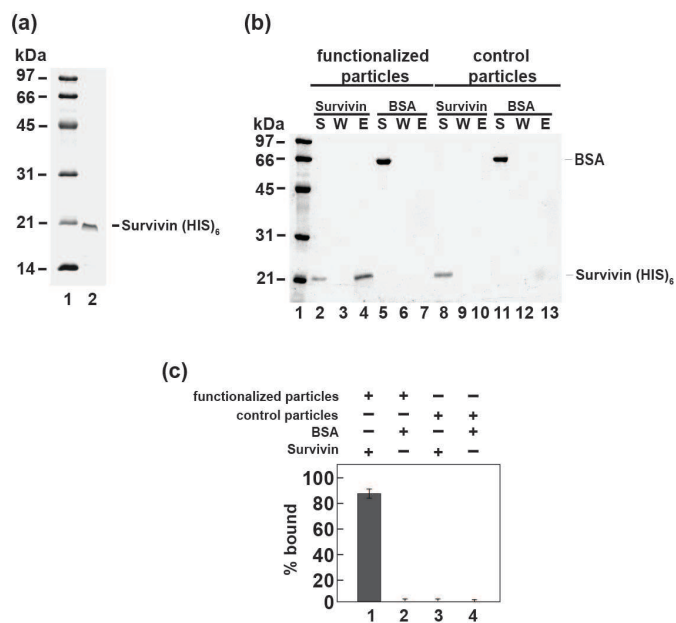 (a)
kDa
97
66
45
31
21
14
Survivin (HIS)6
1 2
(b)
functionalized particles
control particles
Survivin BSA Survivin BSA
kDa S W E S W E S W E S W E
97
66
45
31
21
BSA
Survivin (HIS)6
1 2 3 4 5 6 7 8 9 10 11 12 13
(c)
functionalized particles + + – –
control particles – – + +
BSA – + – +
Survivin + – + –
% bound
100
80
60
40
20
0
1 2 3 4